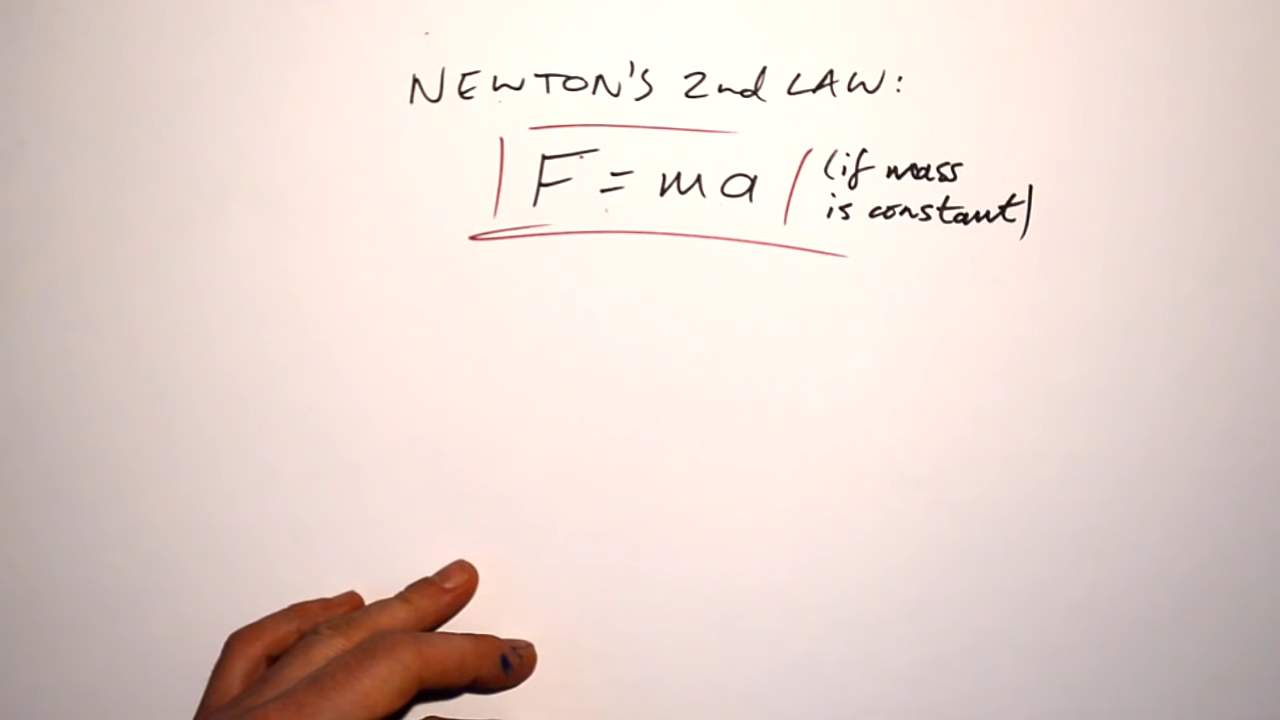 NEWTON'S 2nd LAW:
F = ma (if mass
is constant)